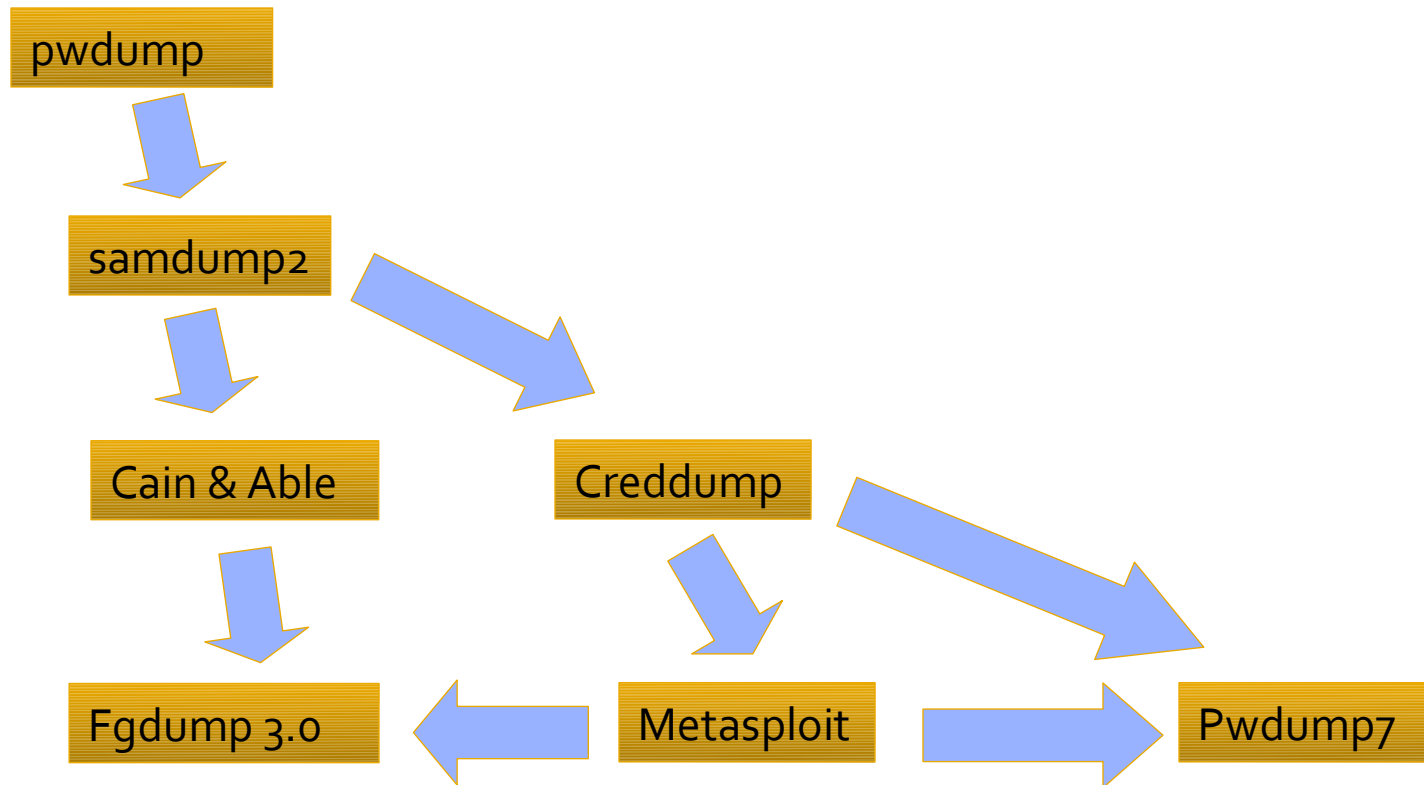 pwdump
samdump2
Cain & Able
Creddump
Fgdump 3.0
Metasploit
Pwdump7